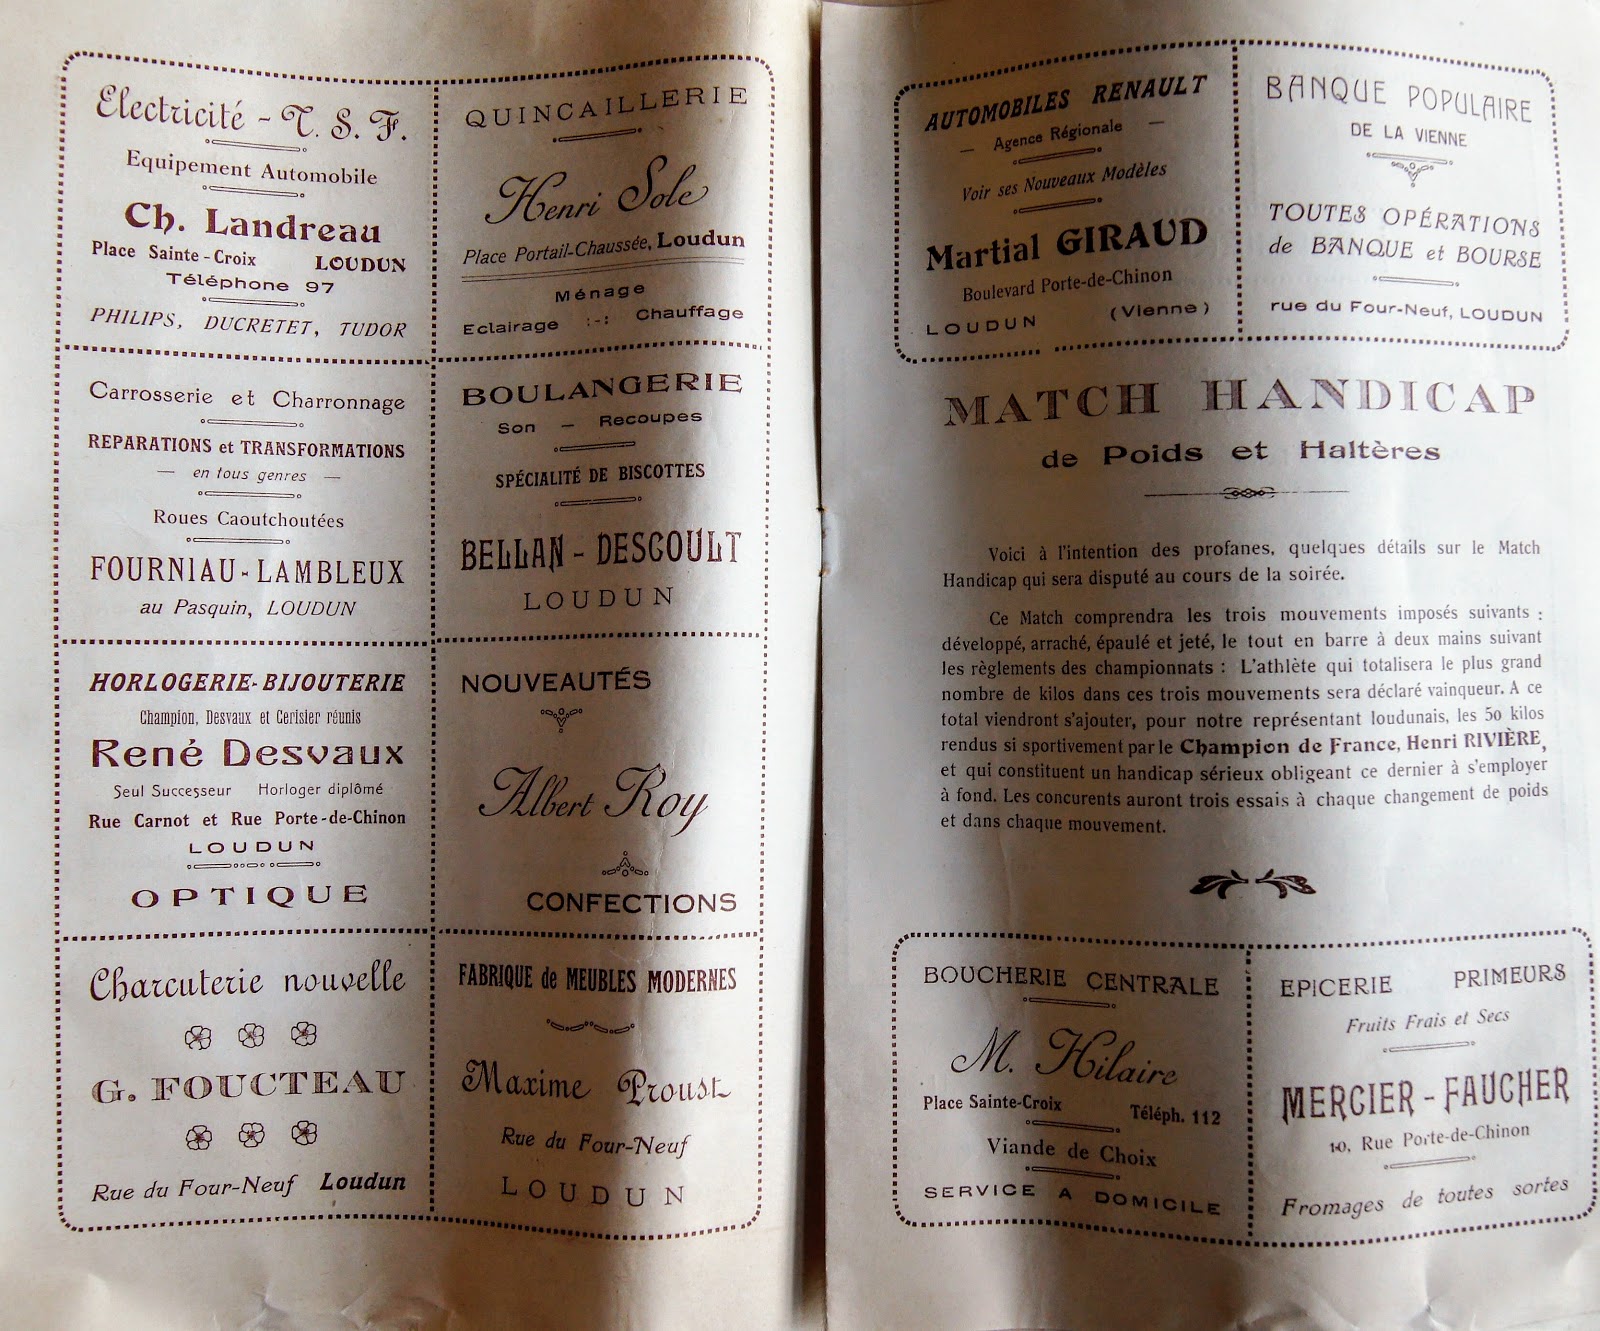 Electricité - T. S. F.
Equipement Automobile
Ch. Landreau
Place Sainte-Croix LOUDUN
Téléphone 97
PHILIPS, DUCRETET, TUDOR
QUINCAILLERIE
Henri Sole
Place Portail-Chaussée, Loudun
Ménage
Eclairage :-: Chauffage
Carrosserie et Charronnage
REPARATIONS et TRANSFORMATIONS
— en tous genres —
Roues Caoutchoutées
FOURNIAU-LAMBLEUX
au Pasquin, LOUDUN
BOULANGERIE
Son — Recoupes
SPÉCIALITÉ DE BISCOTTES
BELLAN - DESCOULT
LOUDUN
HORLOGERIE-BIJOUTERIE
Champion, Desvaux et Cerisier réunis
René Desvaux
Seul Successeur Horloger diplômé
Rue Carnot et Rue Porte-de-Chinon
LOUDUN
OPTIQUE
NOUVEAUTÉS
Albert Roy
CONFECTIONS
Charcuterie nouvelle
G. FOUCTEAU
Rue du Four-Neuf Loudun
FABRIQUE de MEUBLES MODERNES
Maxime Proust
Rue du Four-Neuf
LOUDUN
AUTOMOBILES RENAULT
— Agence Régionale —
Voir ses Nouveaux Modèles
Martial GIRAUD
Boulevard Porte-de-Chinon
LOUDUN (Vienne)
BANQUE POPULAIRE
DE LA VIENNE
TOUTES OPÉRATIONS
de BANQUE et BOURSE
rue du Four-Neuf, LOUDUN
MATCH HANDICAP
de Poids et Haltères
Voici à l'intention des profanes, quelques détails sur le Match
Handicap qui sera disputé au cours de la soirée.
Ce Match comprendra les trois mouvements imposés suivants :
développé, arraché, épaulé et jeté, le tout en barre à deux mains suivant
les règlements des championnats : L'athlète qui totalisera le plus grand
nombre de kilos dans ces trois mouvements sera déclaré vainqueur. A ce
total viendront s'ajouter, pour notre représentant loudunais, les 50 kilos
rendus si sportivement par le Champion de France, Henri RIVIÈRE,
et qui constituent un handicap sérieux obligeant ce dernier à s'employer
à fond. Les concurents auront trois essais à chaque changement de poids
et dans chaque mouvement.
BOUCHERIE CENTRALE
M. Hilaire
Place Sainte-Croix Téléph. 112
Viande de Choix
SERVICE A DOMICILE
EPICERIE PRIMEURS
Fruits Frais et Secs
MERCIER - FAUCHER
10, Rue Porte-de-Chinon
Fromages de toutes sortes